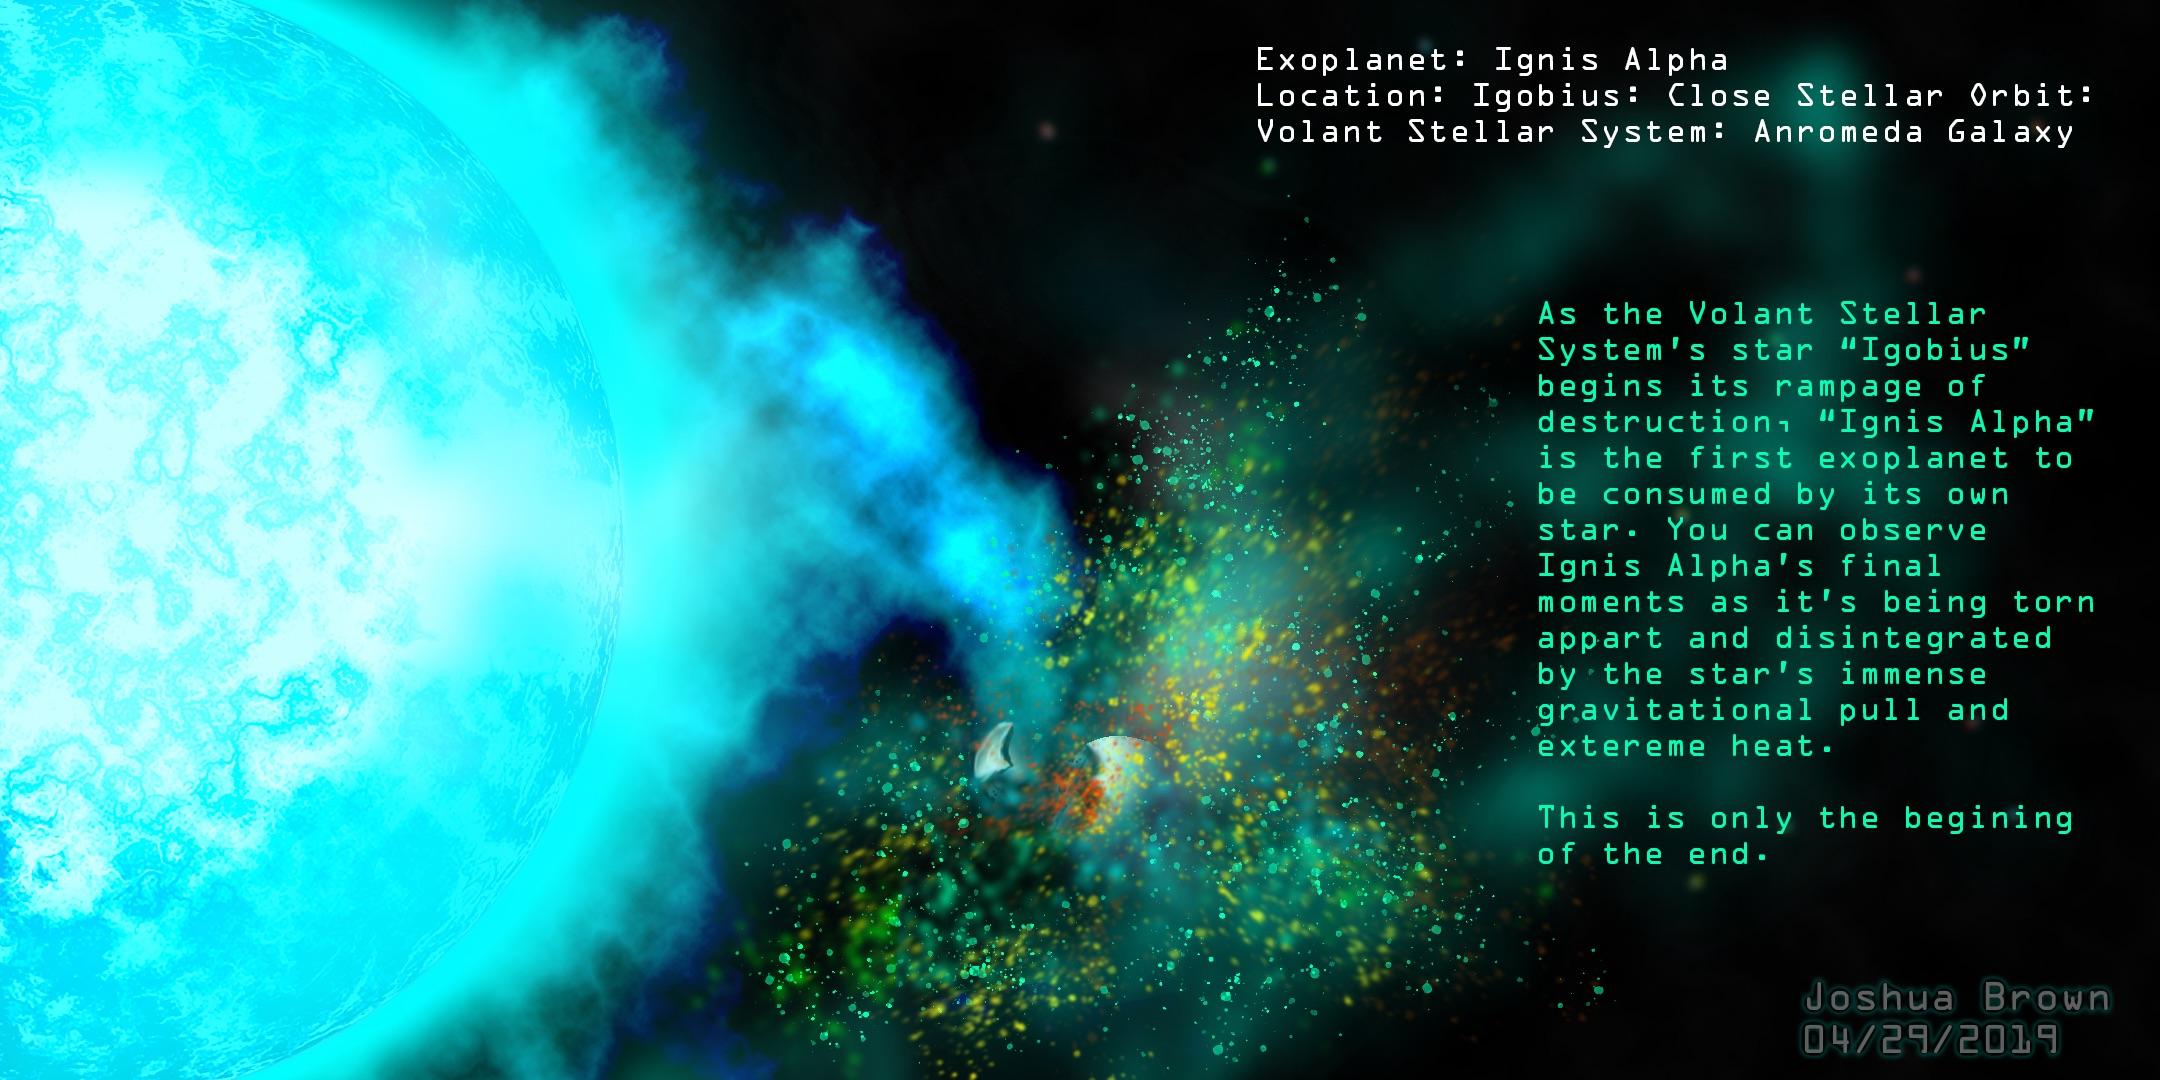 Exoplanet: Ignis Alpha
Location: Igobius: Close Stellar Orbit:
Volant Stellar System: Anromeda Galaxy
As the Volant Stellar
System's star “Igobius”
begins its rampage of
destruction, “Ignis Alpha”
is the first exoplanet to
be consumed by its own
star. You can observe
Ignis Alpha's final
moments as it's being torn
appart and disintegrated
by the star's immense
gravitational pull and
extereme heat.
This is only the begining
of the end.
Joshua Brown
04/29/2019